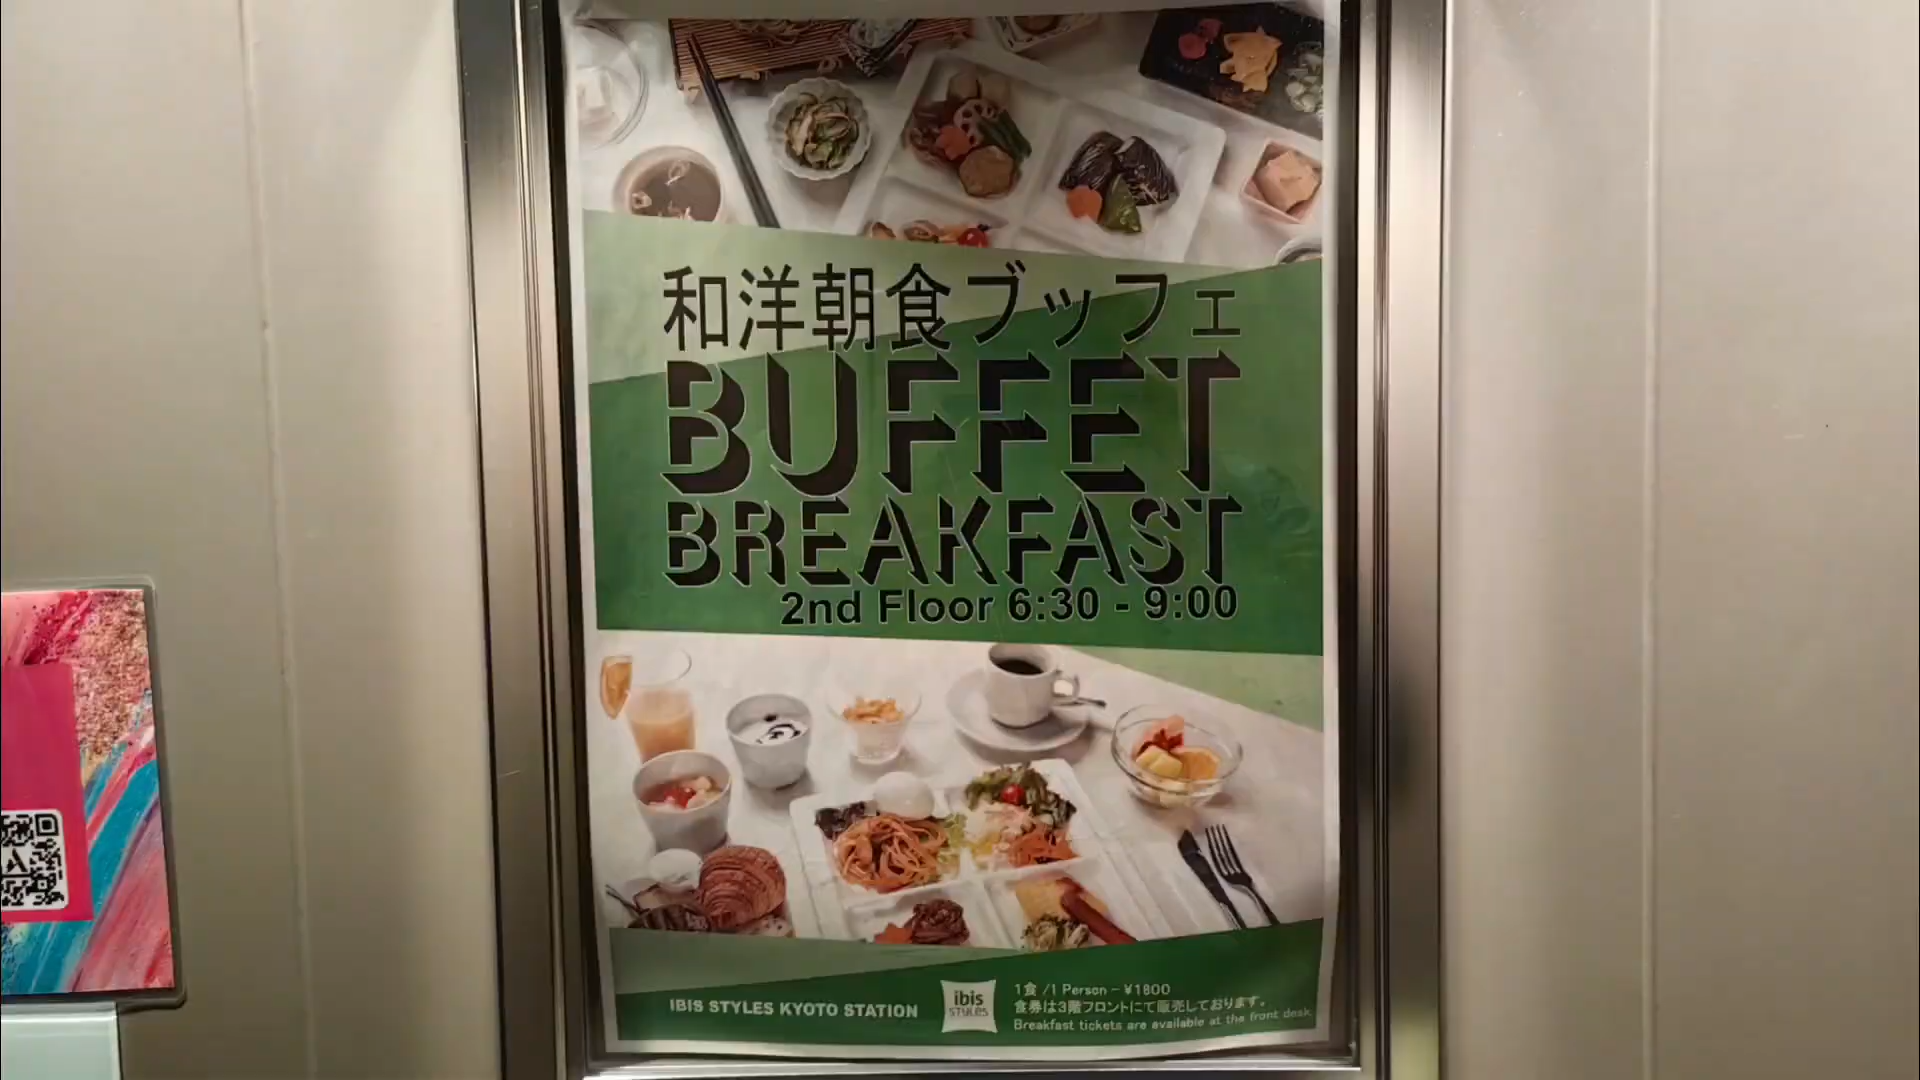 和洋朝食ブッフェ
BUFFET
BREAKFAST
2nd Floor 6:30 - 9:00
IBIS STYLES KYOTO STATION
ibis
STYLES
1食 /1 Person - ¥1800
食券は3階フロントにて販売しております。
Breakfast tickets are available at the front desk